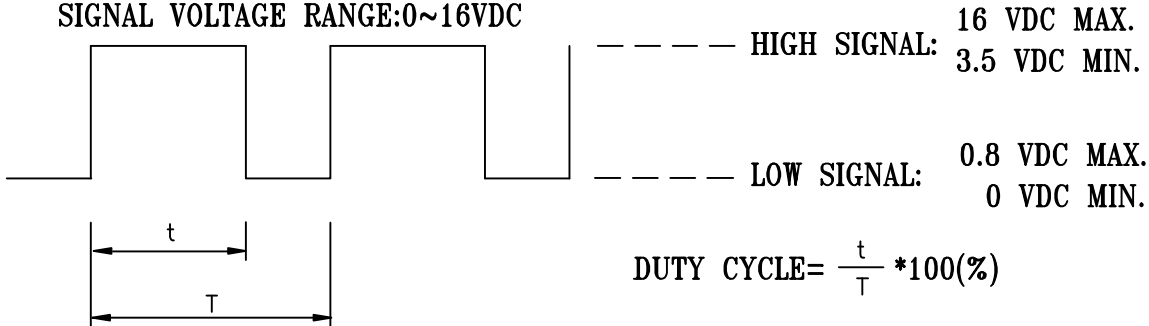 SIGNAL VOLTAGE RANGE:0~16VDC
HIGH SIGNAL: 16 VDC MAX.
3.5 VDC MIN.
LOW SIGNAL: 0.8 VDC MAX.
0 VDC MIN.
t
T
DUTY CYCLE= t/T *100(%)